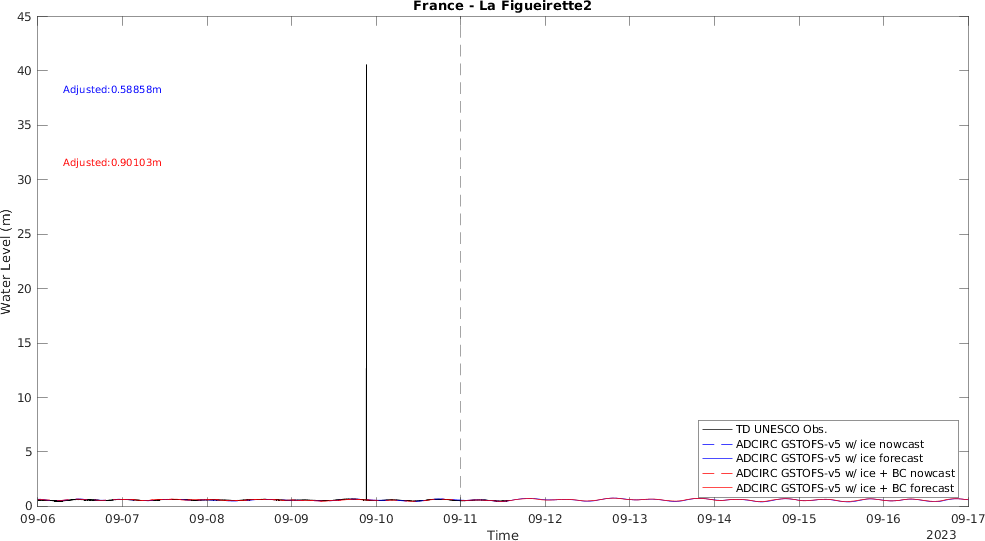 France - La Figueirette2
45
40
35
30
25
20
15
10
5
0
Water Level (m)
Adjusted:0.58858m
Adjusted:0.90103m
TD UNESCO Obs.
ADCIRC GSTOFS-v5 w/ ice nowcast
ADCIRC GSTOFS-v5 w/ ice forecast
ADCIRC GSTOFS-v5 w/ ice + BC nowcast
ADCIRC GSTOFS-v5 w/ ice + BC forecast
09-06 09-07 09-08 09-09 09-10 09-11 09-12 09-13 09-14 09-15 09-16 09-17
Time
2023